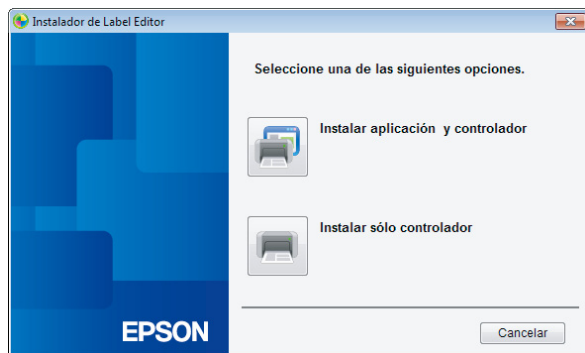 Instalador de Label Editor
Seleccione una de las siguientes opciones.
Instalar aplicación y controlador
Instalar sólo controlador
EPSON
Cancelar